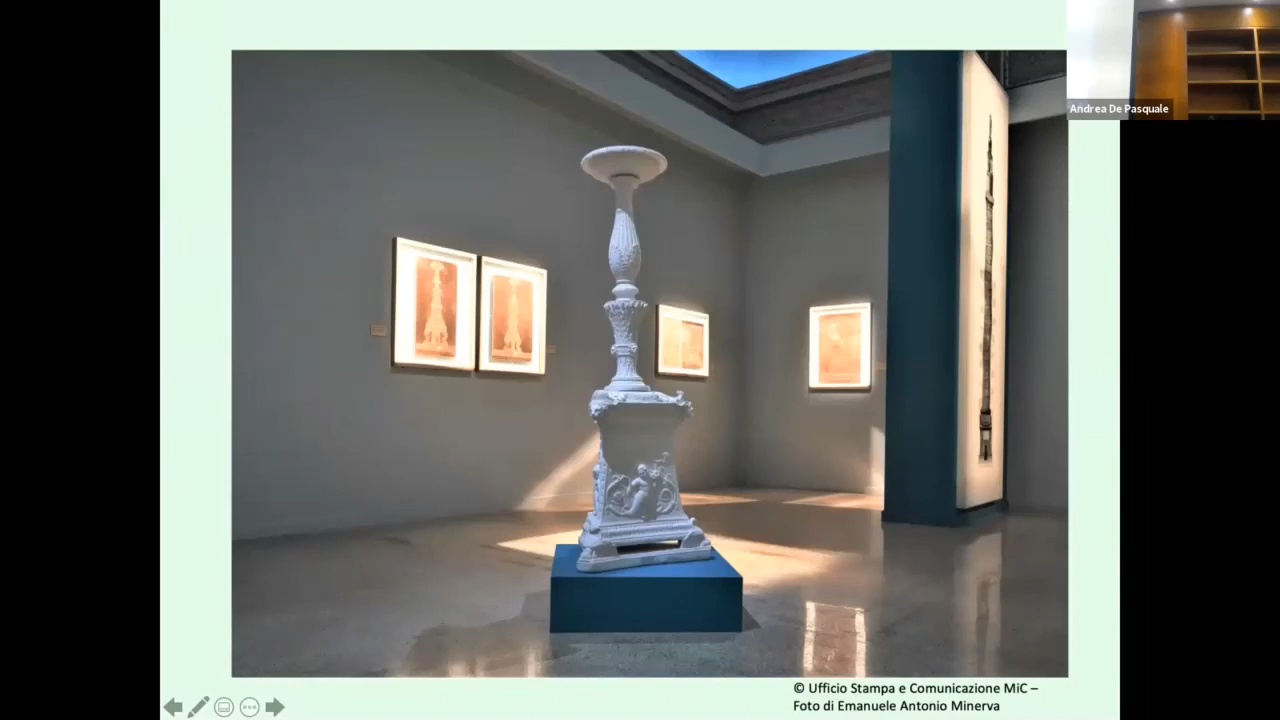 Andrea De Pasquale
© Ufficio Stampa e Comunicazione MiC –
Foto di Emanuele Antonio Minerva